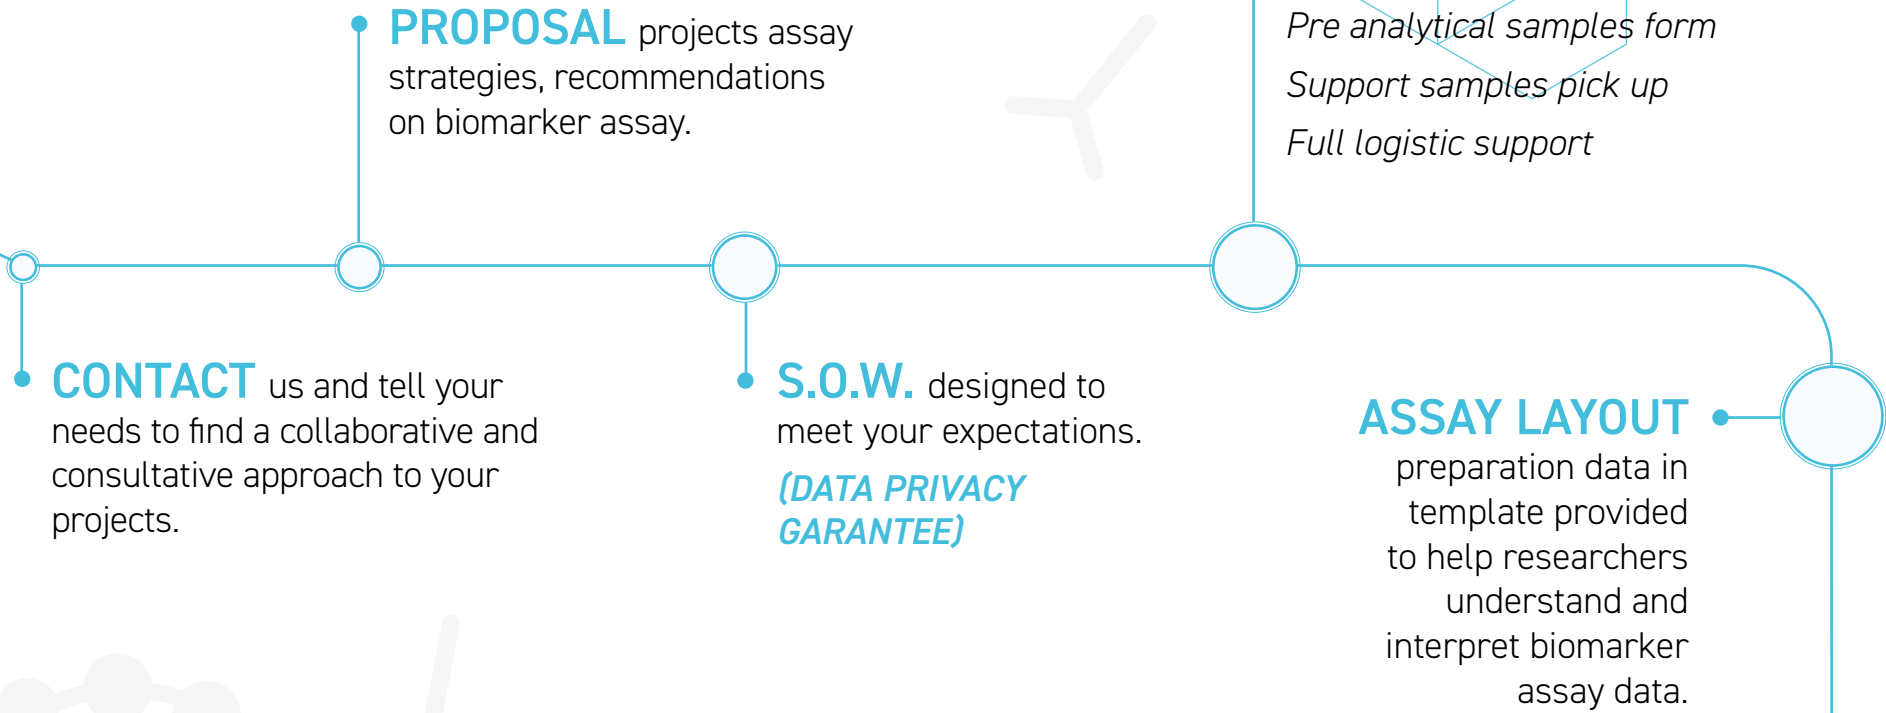 PROPOSAL projects assay
strategies, recommendations
on biomarker assay.
Pre analytical samples form
Support samples pick up
Full logistic support
CONTACT us and tell your
needs to find a collaborative and
consultative approach to your
projects.
S.O.W. designed to
meet your expectations.
(DATA PRIVACY
GARANTEE)
ASSAY LAYOUT
preparation data in
template provided
to help researchers
understand and
interpret biomarker
assay data.